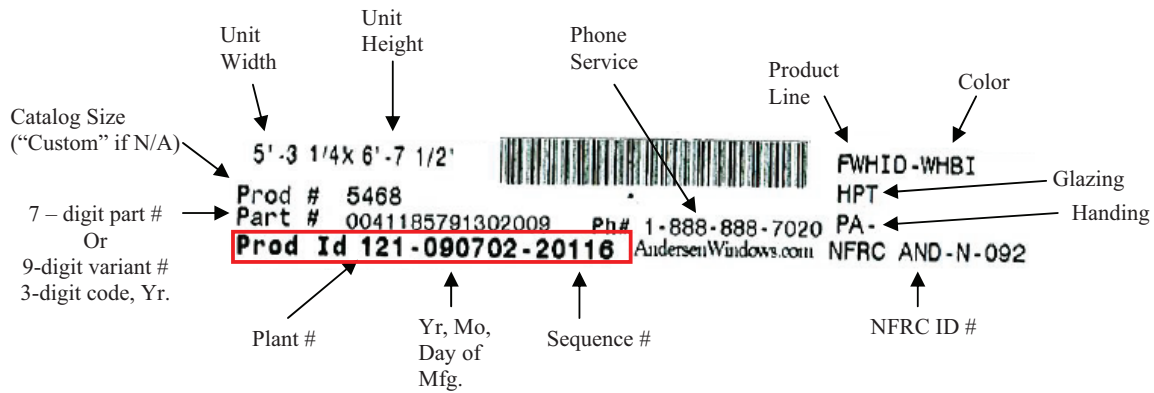 Unit
Width
Unit
Height
Phone
Service
Product
Line
Color
Catalog Size
("Custom" if N/A)
5'-3 1/4X 6'-7 1/2'
FWHID-WHBI
Prod # 5468
HPT
Glazing
7 – digit part #
Or
9-digit variant #
3-digit code, Yr.
Part # 0041185791302009 Ph# 1-888-888-7020
PA-
Handing
Prod Id 121-090702-20116
AndersenWindows.com
NFRC AND-N-092
Plant #
Yr, Mo,
Day of
Mfg.
Sequence #
NFRC ID #